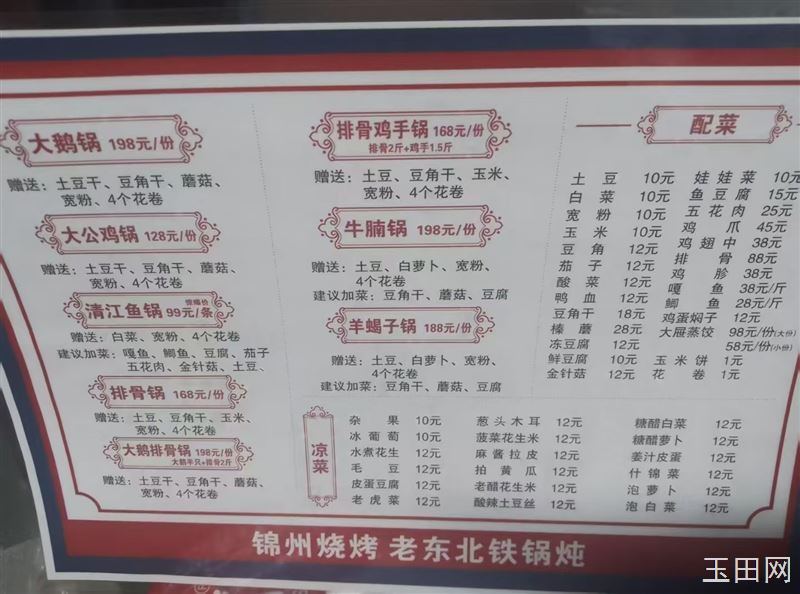 大鹅锅 198元/份
赠送：土豆干、豆角干、蘑菇、
宽粉、4个花卷
大公鸡锅 128元/份
赠送：土豆干、豆角干、蘑菇、
宽粉、4个花卷
惊爆价
清江鱼锅 99元/条
赠送：白菜、宽粉、4个花卷
建议加菜：嘎鱼、鲫鱼、豆腐、茄子
五花肉、金针菇、土豆、
排骨锅 168元/份
赠送：土豆、豆角干、玉米、
宽粉、4个花卷
大鹅排骨锅 198元/份
大鹅半只+排骨2斤
赠送：土豆干、豆角干、蘑菇、
宽粉、4个花卷
排骨鸡手锅 168元/份
排骨2斤+鸡手1.5斤
赠送：土豆、豆角干、玉米、
宽粉、4个花卷
牛腩锅 198元/份
赠送：土豆、白萝卜、宽粉、
4个花卷
建议加菜：豆角干、蘑菇、豆腐
羊蝎子锅 188元/份
赠送：土豆、白萝卜、宽粉、
4个花卷
建议加菜：豆角干、蘑菇、豆腐
配菜
土豆 10元 娃娃菜 10元
白菜 10元 鱼豆腐 15元
宽粉 10元 五花肉 25元
玉米 10元 鸡爪 45元
豆角 12元 鸡翅中 38元
茄子 12元 排骨 88元
酸菜 12元 鸡胗 38元
鸭血 12元 嘎鱼 38元/斤
豆角干 18元 鲫鱼 28元/斤
榛蘑 28元 鸡蛋焖子 12元
冻豆腐 12元 大屉蒸饺 98元/份(大份)
58元/份(小份)
鲜豆腐 10元 玉米饼 1元
金针菇 12元 花卷 1元
凉菜
杂果 10元 葱头木耳 12元 糖醋白菜 12元
冰葡萄 10元 菠菜花生米 12元 糖醋萝卜 12元
水煮花生 12元 麻酱拉皮 12元 姜汁皮蛋 12元
毛豆 12元 拍黄瓜 12元 什锦菜 12元
皮蛋豆腐 12元 老醋花生米 12元 泡萝卜 12元
老虎菜 12元 酸辣土豆丝 12元 泡白菜 12元
锦州烧烤 老东北铁锅炖
玉田网